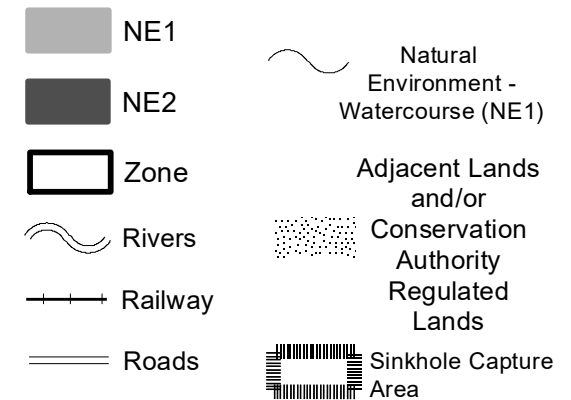 NE1
NE2
Zone
Rivers
Railway
Roads
Natural
Environment -
Watercourse (NE1)
Adjacent Lands
and/or
Conservation
Authority
Regulated
Lands
Sinkhole Capture
Area